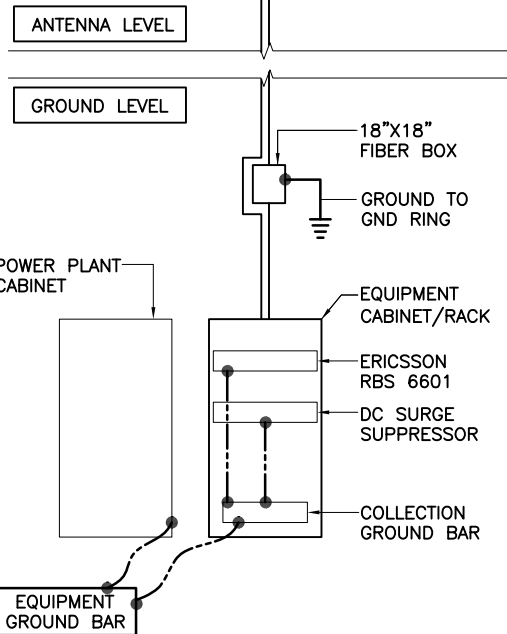 ANTENNA LEVEL
GROUND LEVEL
18"X18"
FIBER BOX
GROUND TO
GND RING
POWER PLANT
CABINET
EQUIPMENT
CABINET/RACK
ERICSSON
RBS 6601
DC SURGE
SUPPRESSOR
COLLECTION
GROUND BAR
EQUIPMENT
GROUND BAR